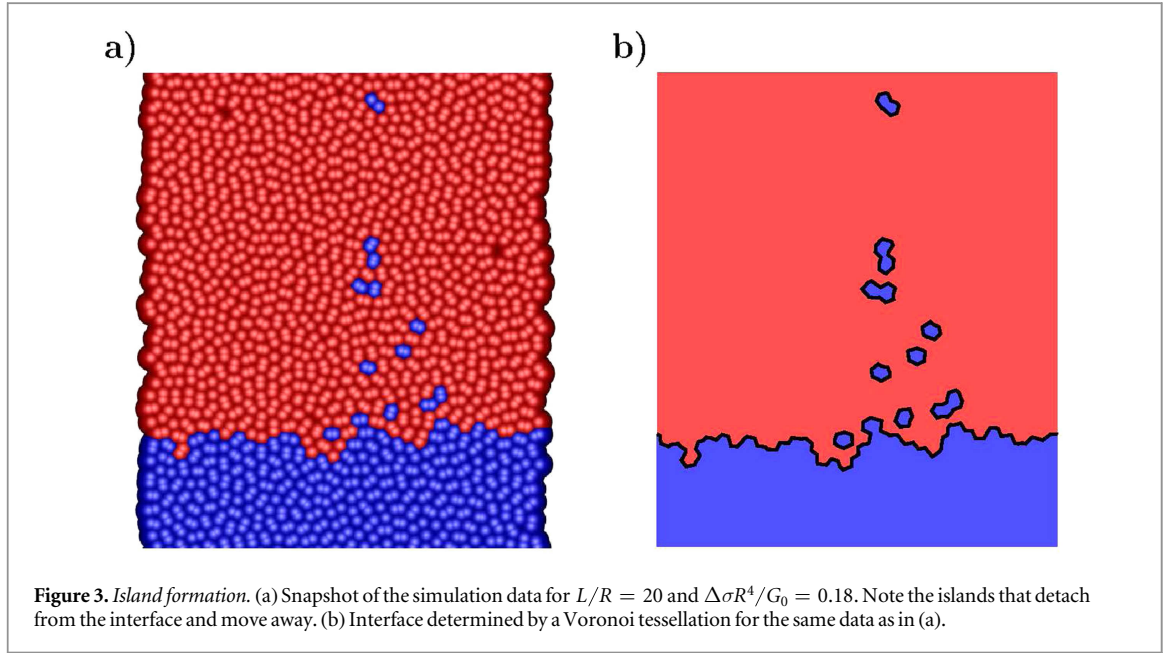 a)
b)
Figure 3. Island formation. (a) Snapshot of the simulation data for L/R = 20 and ΔσR⁴/G₀ = 0.18. Note the islands that detach
from the interface and move away. (b) Interface determined by a Voronoi tessellation for the same data as in (a).